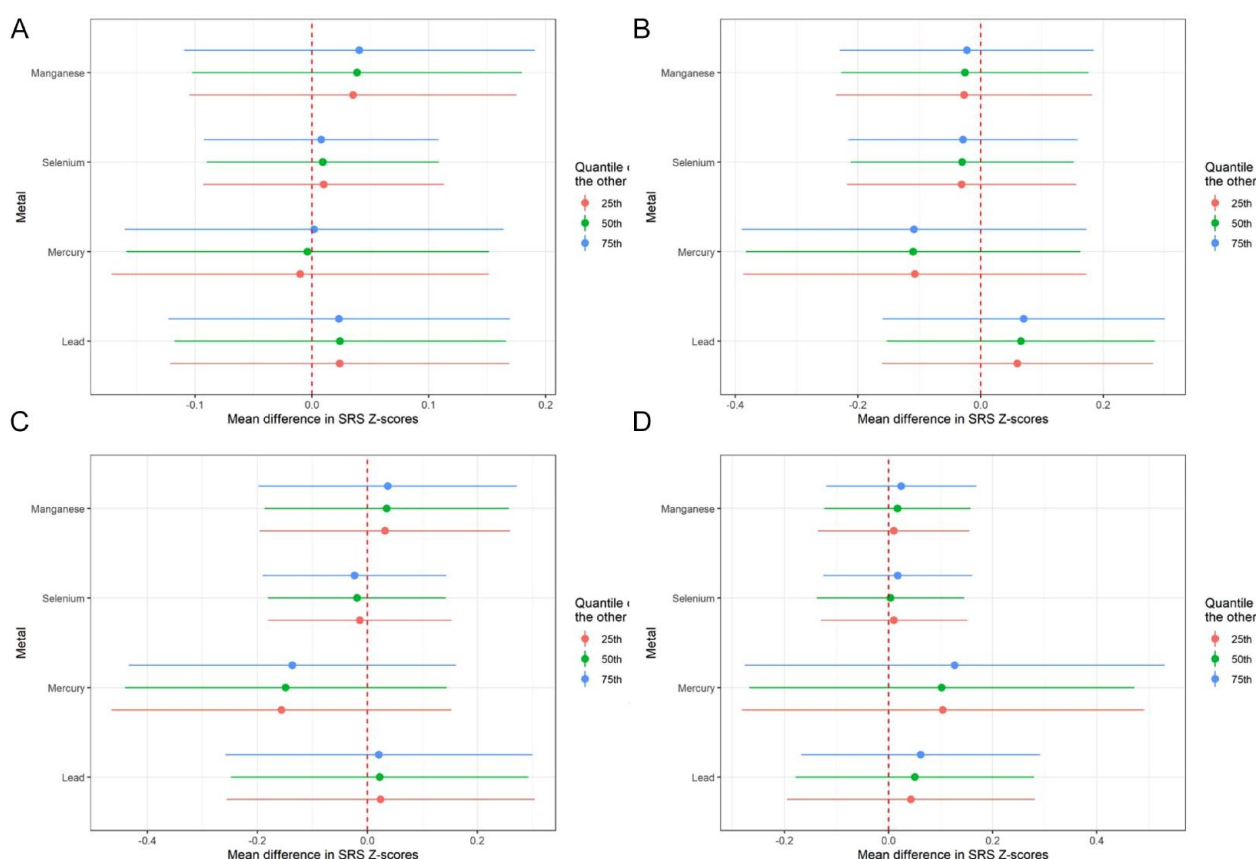 A
Manganese
Selenium
Mercury
Lead
Metal
-0.1 0.0 0.1 0.2
Mean difference in SRS Z-scores
Quantile
the other
25th
50th
75th
B
Manganese
Selenium
Mercury
Lead
Metal
-0.4 -0.2 0.0 0.2
Mean difference in SRS Z-scores
Quantile
the other
25th
50th
75th
C
Manganese
Selenium
Mercury
Lead
Metal
-0.4 -0.2 0.0 0.2
Mean difference in SRS Z-scores
Quantile
the other
25th
50th
75th
D
Manganese
Selenium
Mercury
Lead
Metal
-0.2 0.0 0.2 0.4
Mean difference in SRS Z-scores
Quantile
the other
25th
50th
75th